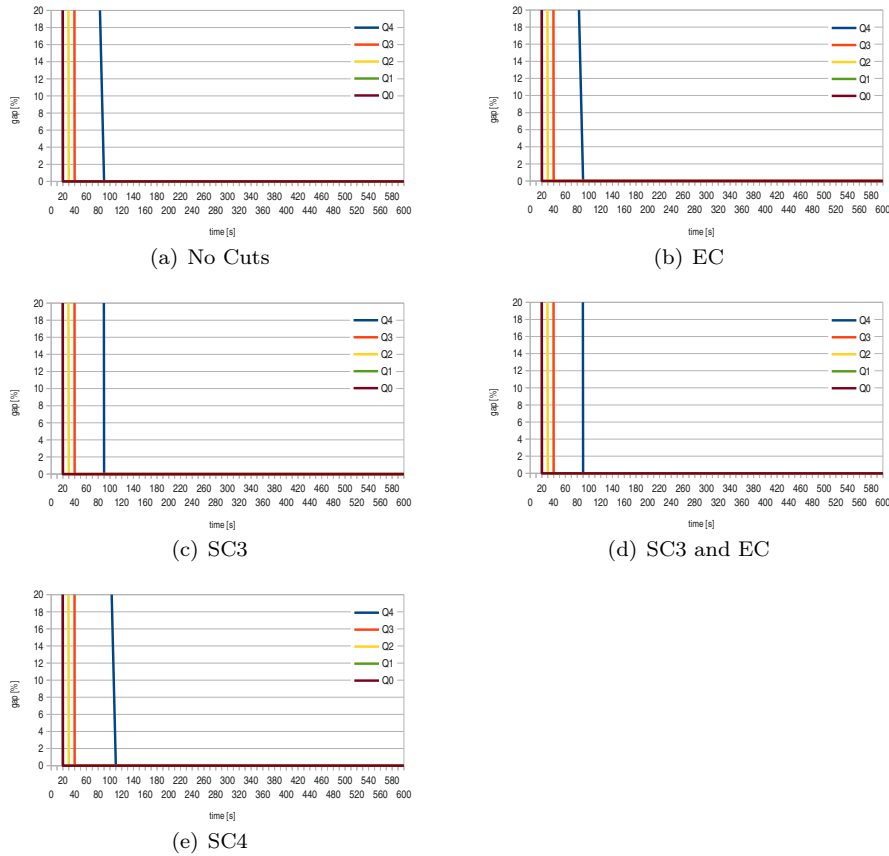 20
18
16
14
12
10
8
6
4
2
0
gap [%]
Q4
Q3
Q2
Q1
Q0
20 60 100 140 180 220 260 300 340 380 420 460 500 540 580
0 40 80 120 160 200 240 280 320 360 400 440 480 520 560 600
time [s]
(a) No Cuts
20
18
16
14
12
10
8
6
4
2
0
gap [%]
Q4
Q3
Q2
Q1
Q0
20 60 100 140 180 220 260 300 340 380 420 460 500 540 580
0 40 80 120 160 200 240 280 320 360 400 440 480 520 560 600
time [s]
(b) EC
20
18
16
14
12
10
8
6
4
2
0
gap [%]
Q4
Q3
Q2
Q1
Q0
20 60 100 140 180 220 260 300 340 380 420 460 500 540 580
0 40 80 120 160 200 240 280 320 360 400 440 480 520 560 600
time [s]
(c) SC3
20
18
16
14
12
10
8
6
4
2
0
gap [%]
Q4
Q3
Q2
Q1
Q0
20 60 100 140 180 220 260 300 340 380 420 460 500 540 580
0 40 80 120 160 200 240 280 320 360 400 440 480 520 560 600
time [s]
(d) SC3 and EC
20
18
16
14
12
10
8
6
4
2
0
gap [%]
Q4
Q3
Q2
Q1
Q0
20 60 100 140 180 220 260 300 340 380 420 460 500 540 580
0 40 80 120 160 200 240 280 320 360 400 440 480 520 560 600
time [s]
(e) SC4